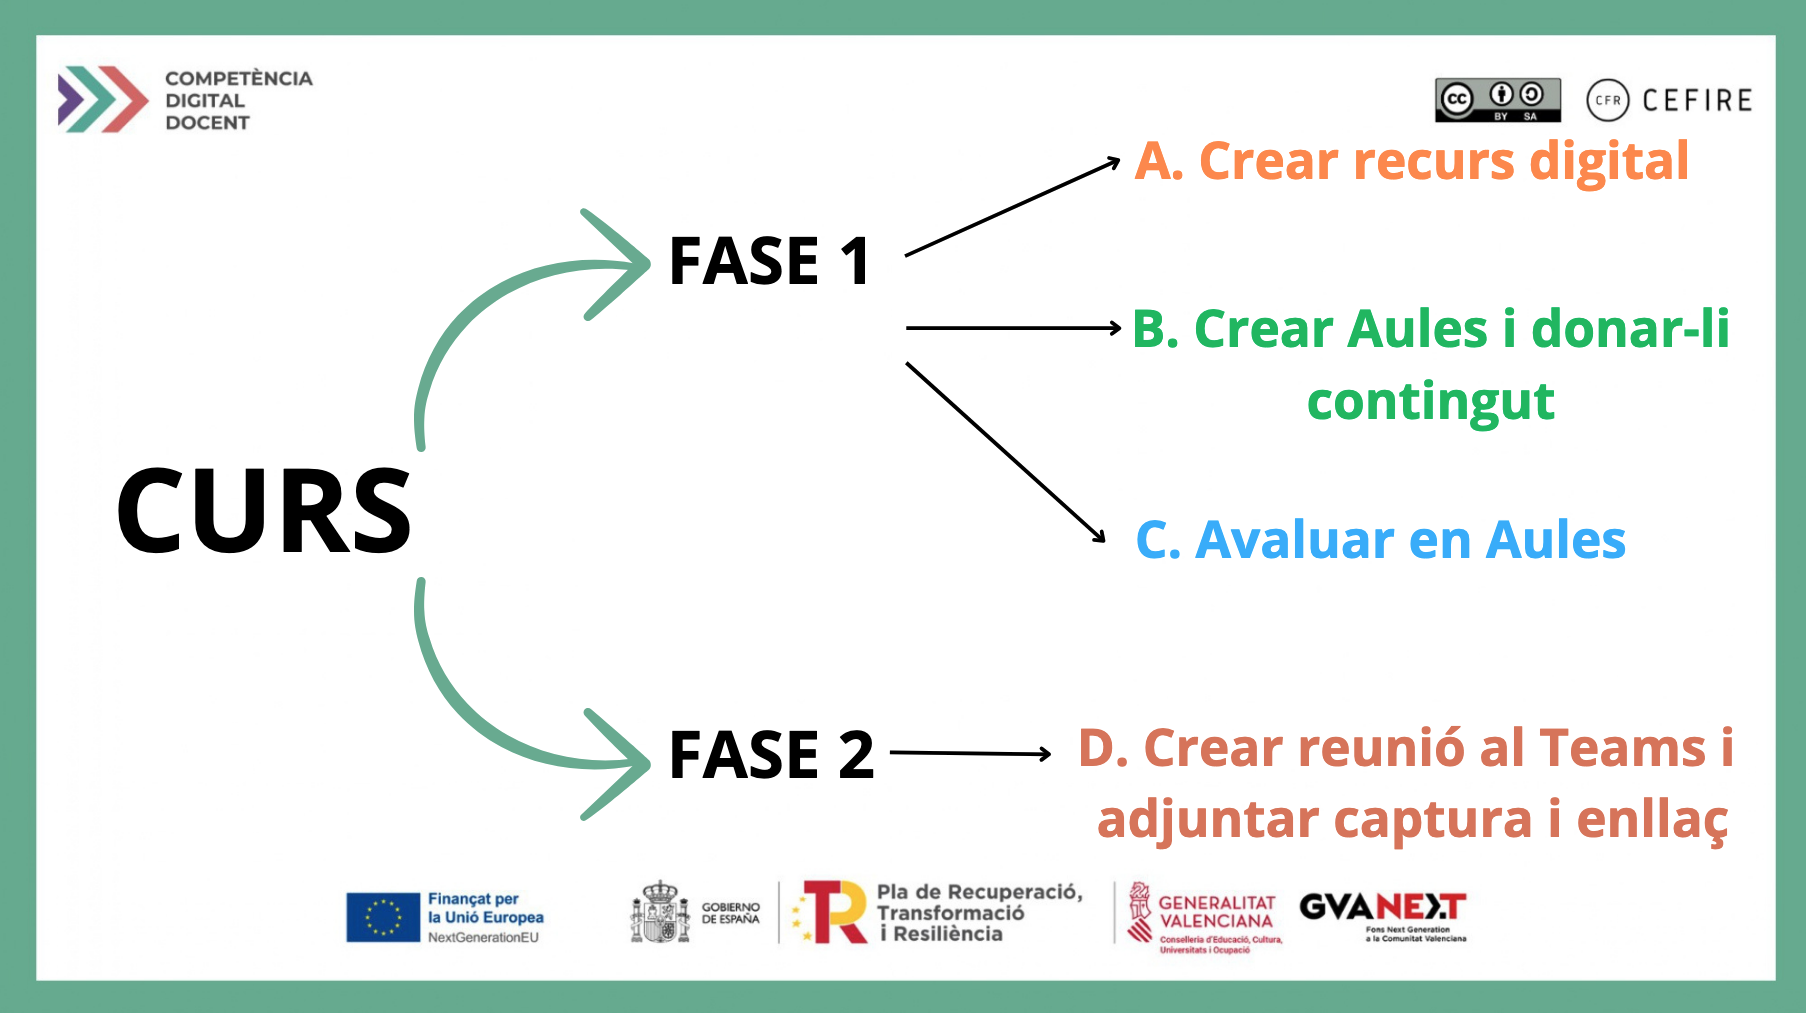 COMPETÈNCIA
DIGITAL
DOCENT
cc
BY SA
CFR
CEFIRE
A. Crear recurs digital
FASE 1
B. Crear Aules i donar-li
contingut
CURS
C. Avaluar en Aules
FASE 2
D. Crear reunió al Teams i
adjuntar captura i enllaç
Finançat per
la Unió Europea
NextGenerationEU
GOBIERNO
DE ESPAÑA
TR
Pla de Recuperació,
Transformació
i Resiliència
GENERALITAT
VALENCIANA
Conselleria d'Educació, Cultura,
Universitats i Ocupació
GVANEXT
Fons Next Generation
a la Comunitat Valenciana